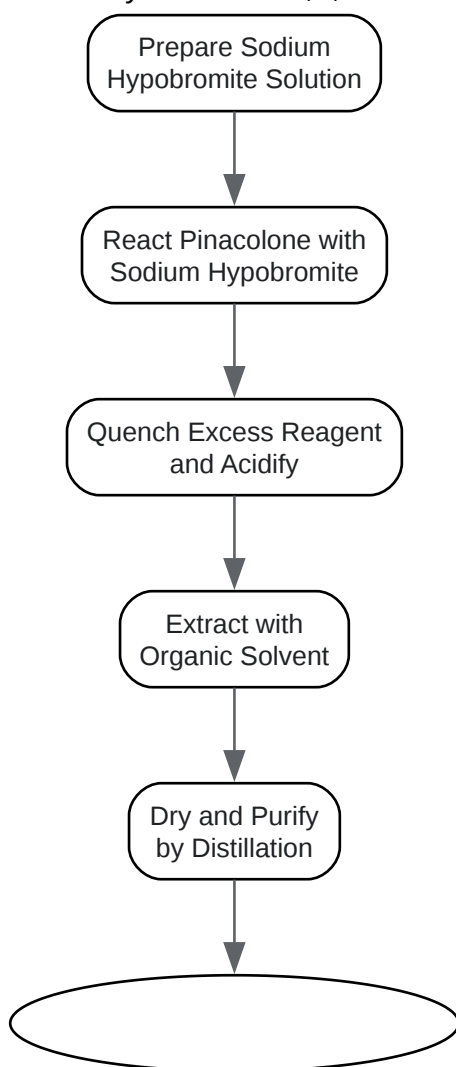 Prepare Sodium
Hypobromite Solution
React Pinacolone with
Sodium Hypobromite
Quench Excess Reagent
and Acidify
Extract with
Organic Solvent
Dry and Purify
by Distillation